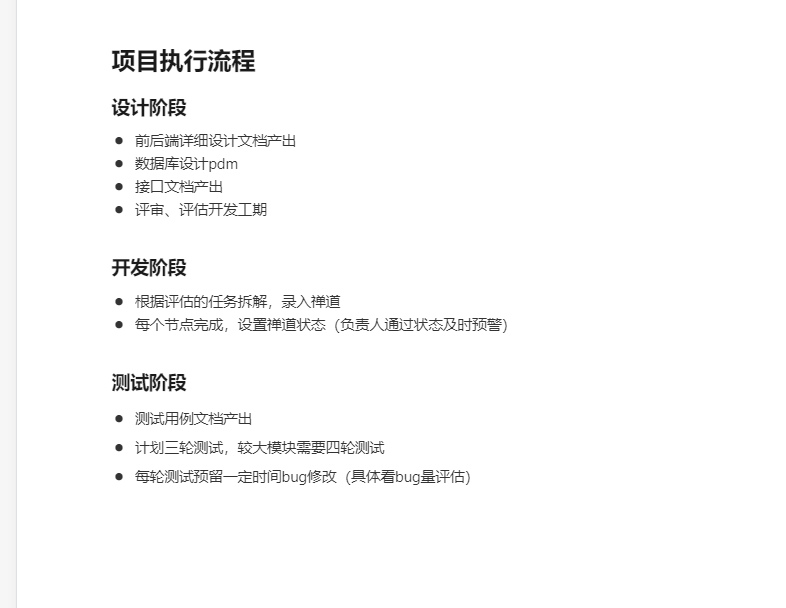 项目执行流程
设计阶段
● 前后端详细设计文档产出
● 数据库设计pdm
● 接口文档产出
● 评审、评估开发工期
开发阶段
● 根据评估的任务拆解，录入禅道
● 每个节点完成，设置禅道状态（负责人通过状态及时预警）
测试阶段
● 测试用例文档产出
● 计划三轮测试，较大模块需要四轮测试
● 每轮测试预留一定时间bug修改（具体看bug量评估）